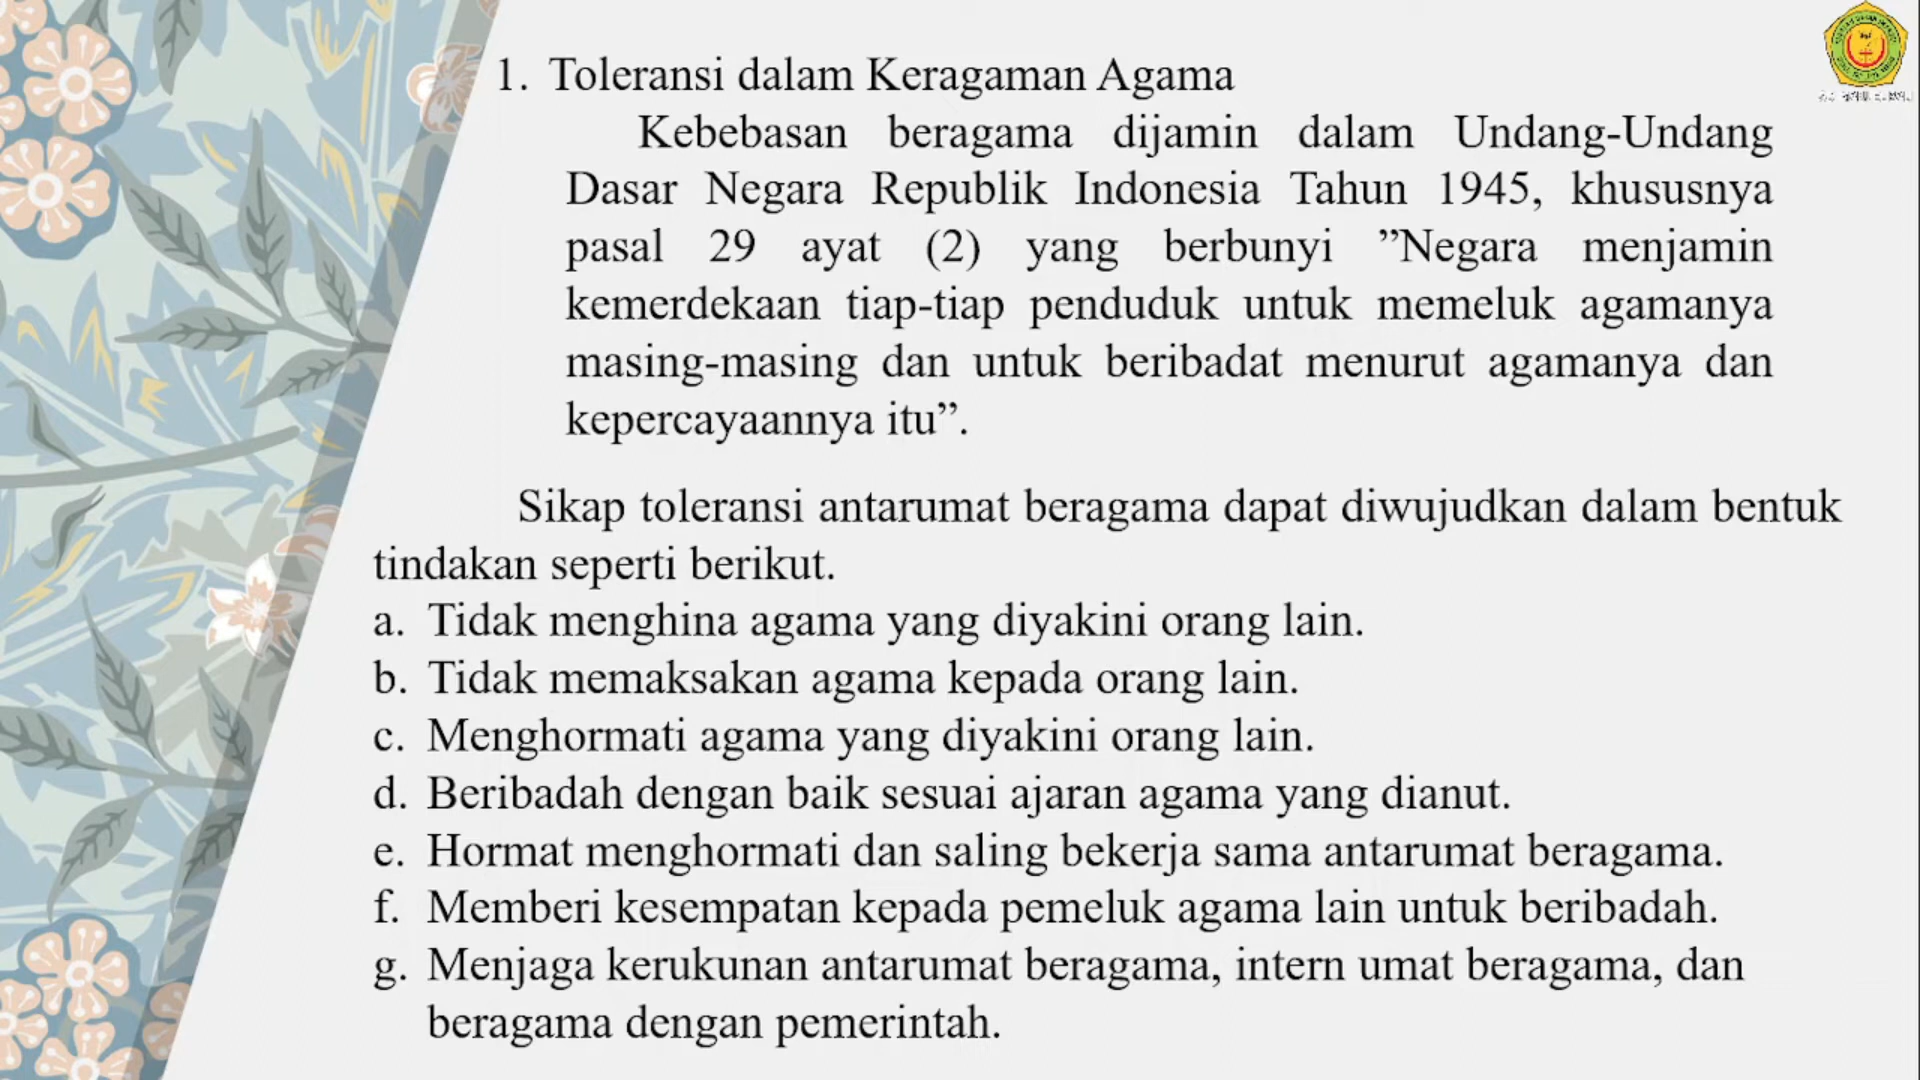 1. Toleransi dalam Keragaman Agama
Kebebasan beragama dijamin dalam Undang-Undang
Dasar Negara Republik Indonesia Tahun 1945, khususnya
pasal 29 ayat (2) yang berbunyi ”Negara menjamin
kemerdekaan tiap-tiap penduduk untuk memeluk agamanya
masing-masing dan untuk beribadat menurut agamanya dan
kepercayaannya itu”.
Sikap toleransi antarumat beragama dapat diwujudkan dalam bentuk
tindakan seperti berikut.
a. Tidak menghina agama yang diyakini orang lain.
b. Tidak memaksakan agama kepada orang lain.
c. Menghormati agama yang diyakini orang lain.
d. Beribadah dengan baik sesuai ajaran agama yang dianut.
e. Hormat menghormati dan saling bekerja sama antarumat beragama.
f. Memberi kesempatan kepada pemeluk agama lain untuk beribadah.
g. Menjaga kerukunan antarumat beragama, intern umat beragama, dan
beragama dengan pemerintah.